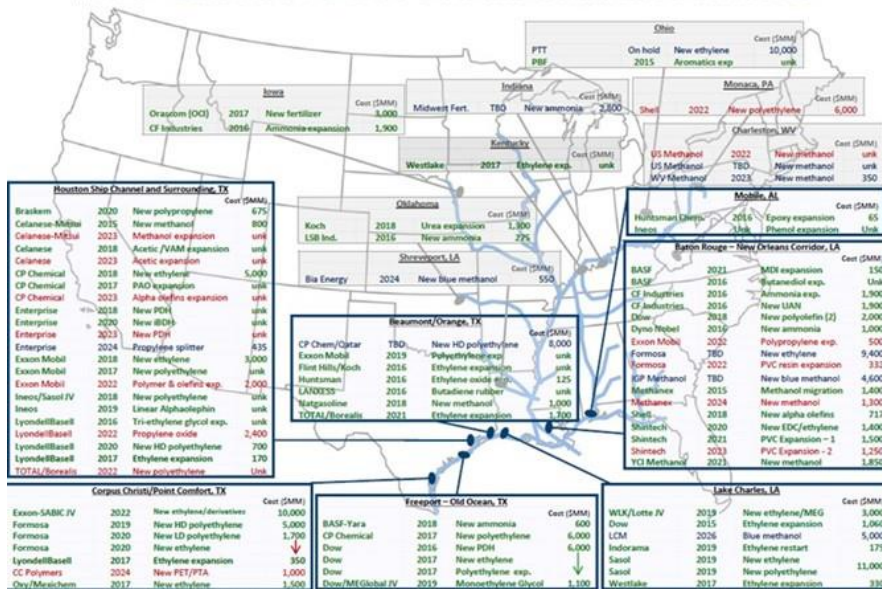 Ohio
Cost ($MM)
PTT On hold New ethylene 10,000
PBF 2015 Aromatics exp unk
Iowa
Cost ($MM)
Orascom [OCI) 2017 New fertilizer 3,000
CF Industries 2016 Ammonia expansion 1,900
Indiana
Cost ($MM)
Midwest Fert. TBD New ammonia 2,800
Monaca, PA
Cost ($MM)
Shell 2022 New polyethylene 6,000
Kentucky
Cost ($MM)
Westlake 2017 Ethylene exp. unk
Charleston, WV
Cost ($MM)
US Methanol 2022 New methanol unk
US Methanol TBD New methanol unk
WV Methanol 2023 New methanol 350
Houston Ship Channel and Surrounding, TX
Cost ($MM)
Braskem 2020 New polypropylene 675
Celanese-Mitsui 2015 New methanol 800
Celanese-Mitsui 2023 Methanol expansion unk
Celanese 2018 Acetic /VAM expansion unk
Celanese 2023 Acetic expansion unk
CP Chemical 2018 New ethylene 5,000
CP Chemical 2017 PAO expansion unk
CP Chemical 2023 Alpha olefins expansion unk
Enterprise 2018 New PDH unk
Enterprise 2020 New iBDH unk
Enterprise 2023 New PDH unk
Enterprise 2024 Propylene splitter 435
Exxon Mobil 2018 New ethylene 3,000
Exxon Mobil 2017 New polyethylene unk
Exxon Mobil 2022 Polymer & olefins exp. 2,000
Ineos/Sasol JV 2018 New polyethylene unk
Ineos 2019 Linear Alphaolephin unk
LyondellBasell 2016 Tri-ethylene glycol exp. unk
LyondellBasell 2022 Propylene oxide 2,400
LyondellBasell 2020 New HD polyethylene 700
LyondellBasell 2017 Ethylene expansion 170
TOTAL/Borealis 2022 New polyethylene Unk
Oklahoma
Cost ($MM)
Koch 2018 Urea expansion 1,300
LSB Ind. 2016 New ammonia 275
Shreveport, LA
Cost ($MM)
Bia Energy 2024 New blue methanol 550
Mobile, AL
Cost ($MM)
Huntsman Chem. 2016 Epoxy expansion 65
Ineos Unk Phenol expansion Unk
Baton Rouge – New Orleans Corridor, LA
Cost ($MM)
BASF 2021 MDI expansion 150
BASF 2016 Butanediol exp. Unk
CF Industries 2016 Ammonia exp. 1,900
CF Industries 2016 New UAN 1,900
Dow 2018 New polyolefin (2) 2,000
Dyno Nobel 2016 New ammonia 1,000
Exxon Mobil 2022 Polypropylene exp. 500
Formosa TBD New ethylene 9,400
Formosa 2022 PVC resin expansion 332
IGP Methanol TBD New blue methanol 4,600
Methanex 2015 Methanol migration 1,400
Methanex 2024 New methanol 1,300
Shell 2018 New alpha olefins 717
Shintech 2020 New EDC/ethylene 1,400
Shintech 2021 PVC Expansion – 1 1,500
Shintech 2023 PVC Expansion - 2 1,250
YCI Methanol 2021 New methanol 1,850
Beaumont/Orange, TX
Cost ($MM)
CP Chem/Qatar TBD New HD polyethylene 8,000
Exxon Mobil 2019 Polyethylene exp. unk
Flint Hills/Koch 2016 Ethylene expansion unk
Huntsman 2016 Ethylene oxide exp. 125
LANXESS 2016 Butadiene rubber unk
Natgasoline 2018 New methanol 1,000
TOTAL/Borealis 2021 Ethylene expansion 1,700
Corpus Christi/Point Comfort, TX
Cost ($MM)
Exxon-SABIC JV 2022 New ethylene/derivatives 10,000
Formosa 2019 New HD polyethylene 5,000
Formosa 2020 New LD polyethylene 1,700
Formosa 2020 New ethylene
LyondellBasell 2017 Ethylene expansion 350
CC Polymers 2024 New PET/PTA 1,000
Oxy/Mexichem 2017 New ethylene 1,500
Freeport – Old Ocean, TX
Cost ($MM)
BASF-Yara 2018 New ammonia 600
CP Chemical 2017 New polyethylene 6,000
Dow 2016 New PDH 6,000
Dow 2017 New ethylene
Dow 2017 Polyethylene exp.
Dow/MEGlobal JV 2019 Monoethylene Glycol 1,100
Lake Charles, LA
Cost ($MM)
WLK/Lotte JV 2019 New ethylene/MEG 3,000
Dow 2015 Ethylene expansion 1,060
LCM 2026 Blue methanol 5,000
Indorama 2019 Ethylene restart 175
Sasol 2019 New ethylene 11,000
Sasol 2019 New polyethylene
Westlake 2017 Ethylene expansion 330